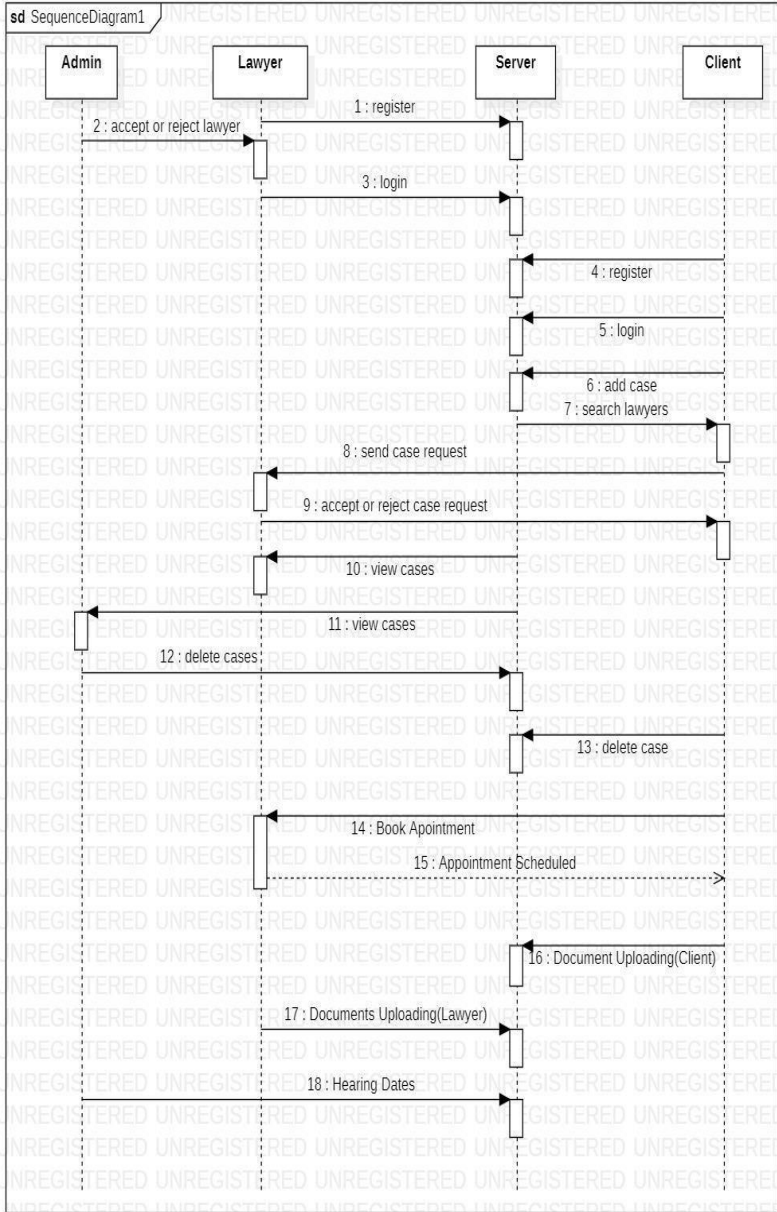 sd SequenceDiagram1
Admin
Lawyer
Server
Client
1 : register
2 : accept or reject lawyer
3 : login
4 : register
5 : login
6 : add case
7 : search lawyers
8 : send case request
9 : accept or reject case request
10 : view cases
11 : view cases
12 : delete cases
13 : delete case
14 : Book Apointment
15 : Appointment Scheduled
16 : Document Uploading(Client)
17 : Documents Uploading(Lawyer)
18 : Hearing Dates
UNREGISTERED